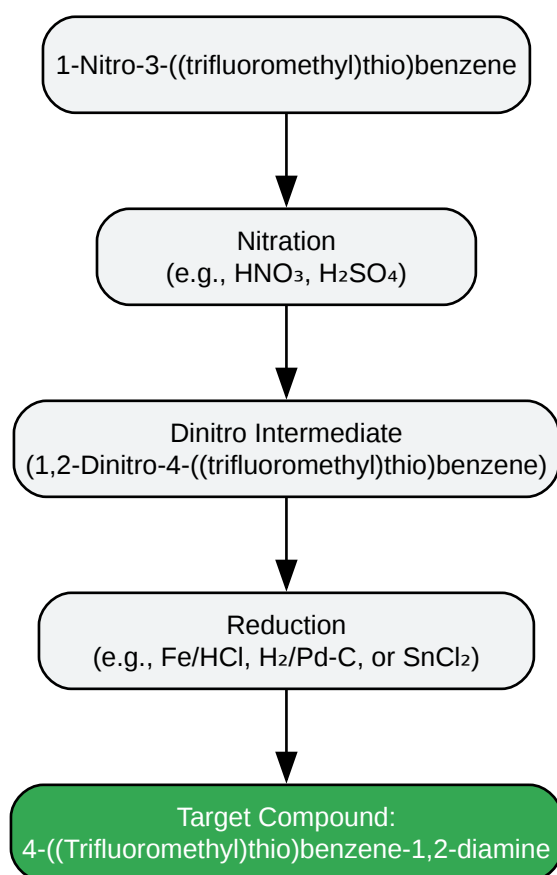 1-Nitro-3-((trifluoromethyl)thio)benzene
Nitration
(e.g., HNO₃, H₂SO₄)
Dinitro Intermediate
(1,2-Dinitro-4-((trifluoromethyl)thio)benzene)
Reduction
(e.g., Fe/HCl, H₂/Pd-C, or SnCl₂)
Target Compound:
4-((Trifluoromethyl)thio)benzene-1,2-diamine